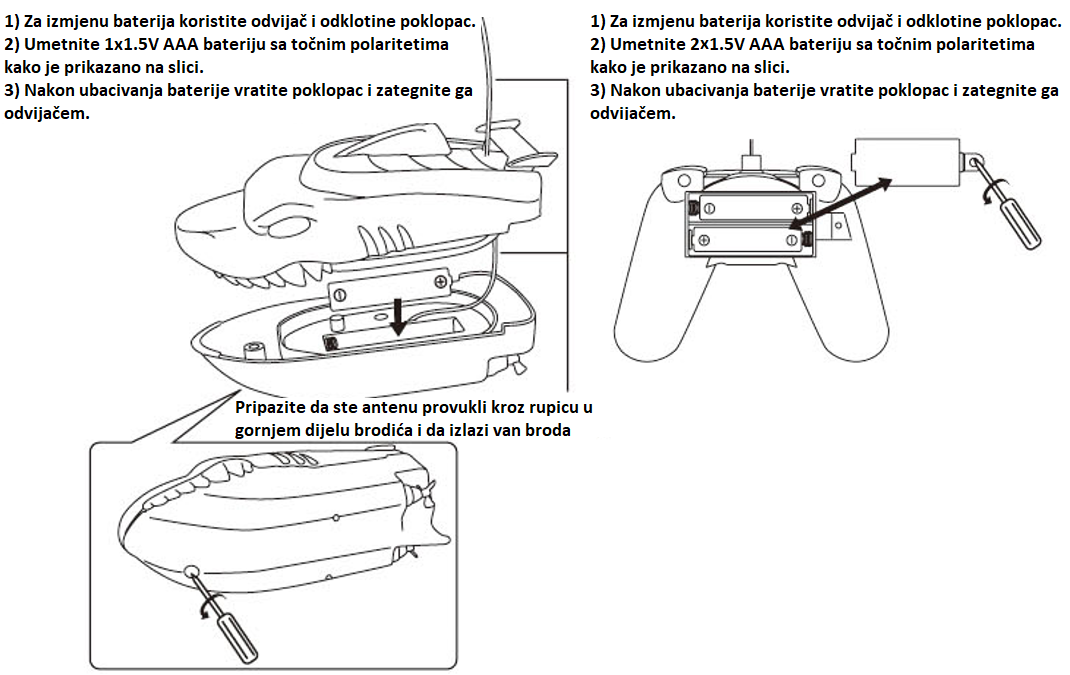 1) Za izmjenu baterija koristite odvijač i odklotine poklopac.
2) Umetnite 1x1.5V AAA bateriju sa točnim polaritetima
kako je prikazano na slici.
3) Nakon ubacivanja baterije vratite poklopac i zategnite ga
odvijačem.
1) Za izmjenu baterija koristite odvijač i odklotine poklopac.
2) Umetnite 2x1.5V AAA bateriju sa točnim polaritetima
kako je prikazano na slici.
3) Nakon ubacivanja baterije vratite poklopac i zategnite ga
odvijačem.
Pripazite da ste antenu provukli kroz rupicu u
gornjem dijelu brodića i da izlazi van broda